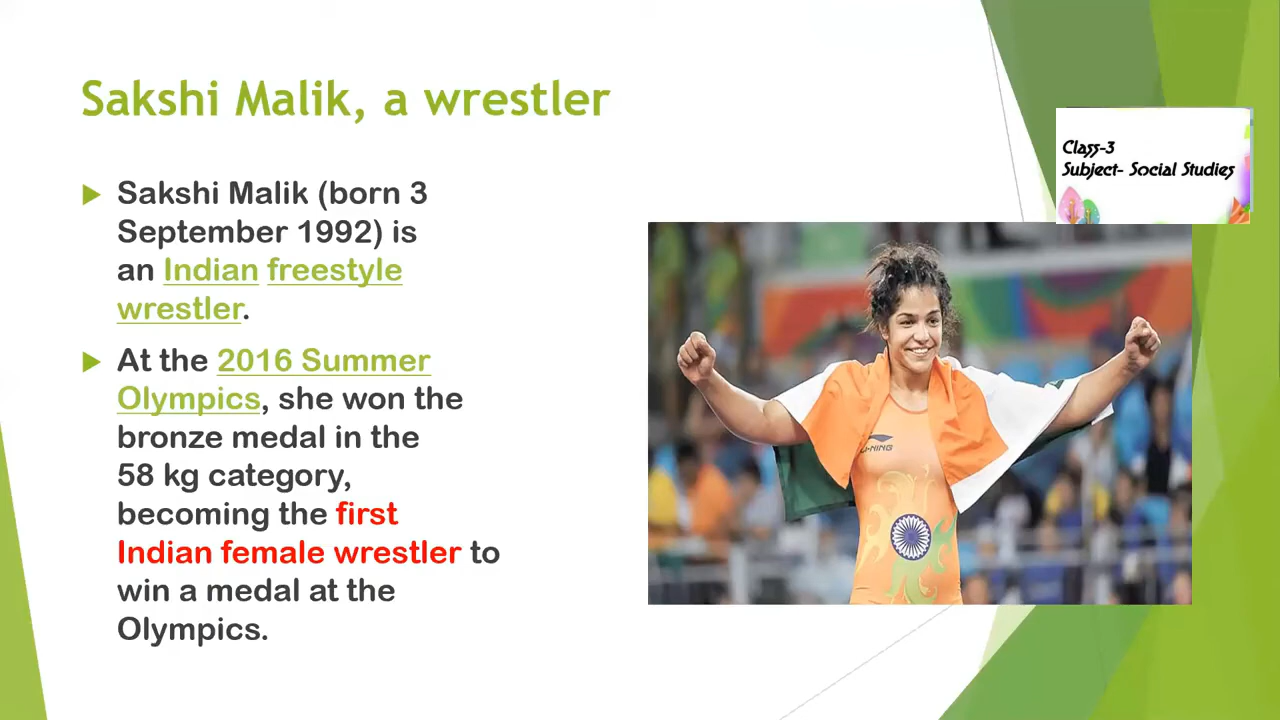 Sakshi Malik, a wrestler
Class-3
Subject- Social Studies
Sakshi Malik (born 3
September 1992) is
an Indian freestyle
wrestler.
At the 2016 Summer
Olympics, she won the
bronze medal in the
58 kg category,
becoming the first
Indian female wrestler to
win a medal at the
Olympics.
LI-NING